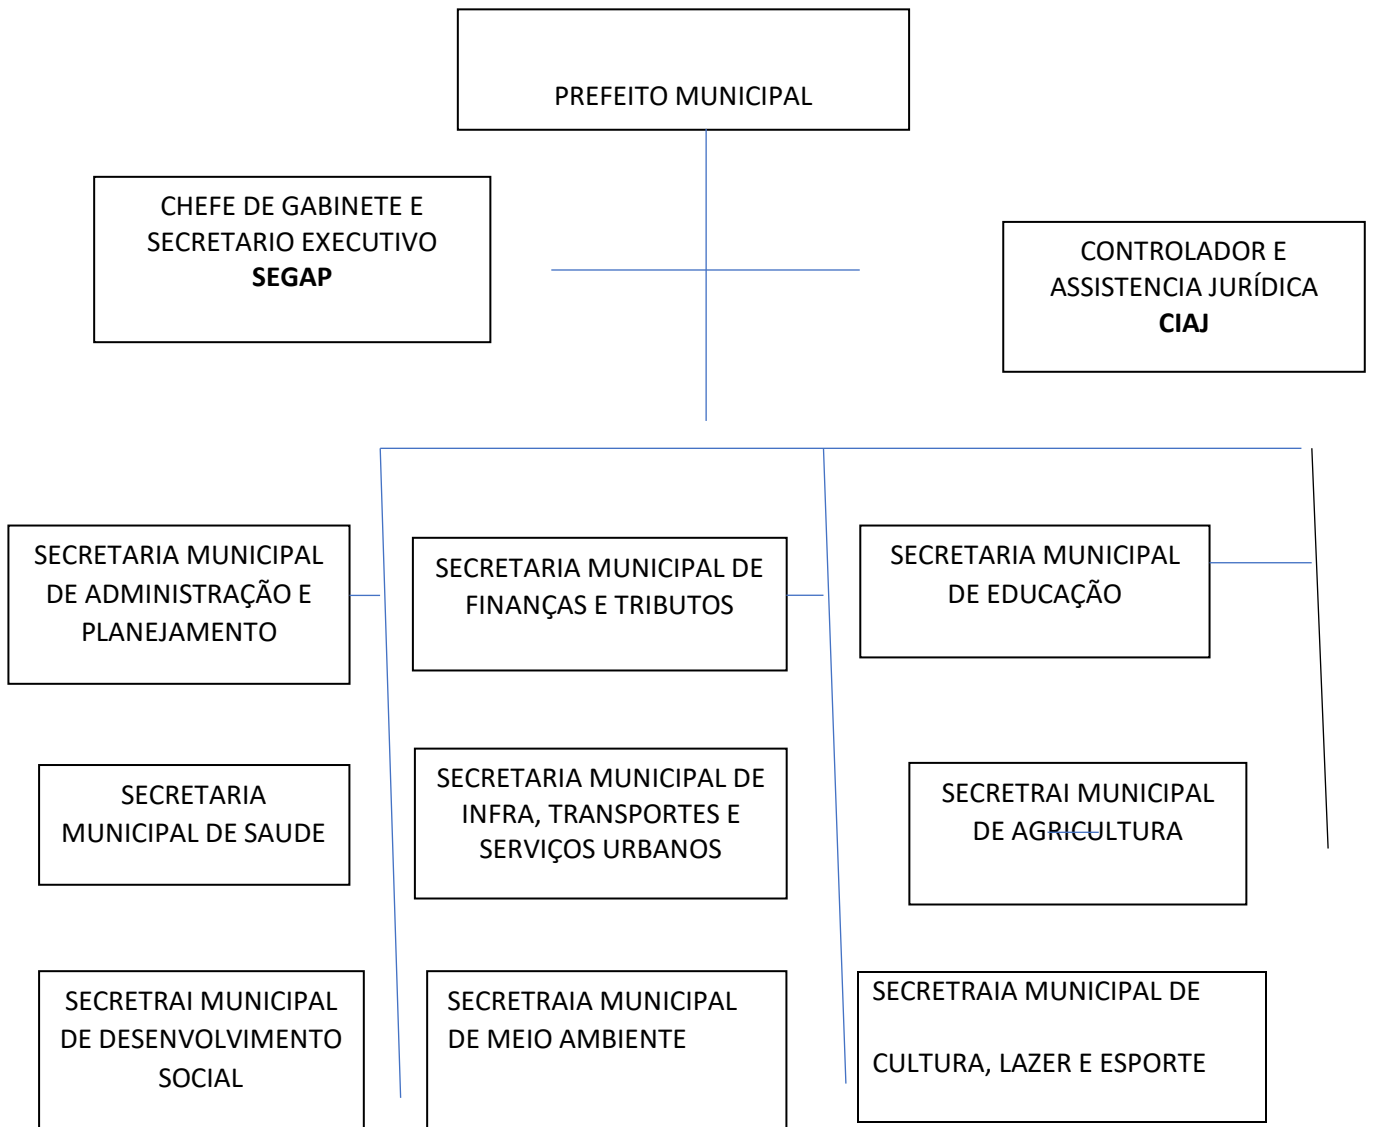 PREFEITO MUNICIPAL
CHEFE DE GABINETE E
SECRETARIO EXECUTIVO
SEGAP
CONTROLADOR E
ASSISTENCIA JURÍDICA
CIAJ
SECRETARIA MUNICIPAL
DE ADMINISTRAÇÃO E
PLANEJAMENTO
SECRETARIA MUNICIPAL DE
FINANÇAS E TRIBUTOS
SECRETARIA MUNICIPAL
DE EDUCAÇÃO
SECRETARIA
MUNICIPAL DE SAUDE
SECRETARIA MUNICIPAL DE
INFRA, TRANSPORTES E
SERVIÇOS URBANOS
SECRETRAI MUNICIPAL
DE AGRICULTURA
SECRETRAI MUNICIPAL
DE DESENVOLVIMENTO
SOCIAL
SECRETRAIA MUNICIPAL
DE MEIO AMBIENTE
SECRETRAIA MUNICIPAL DE
CULTURA, LAZER E ESPORTE